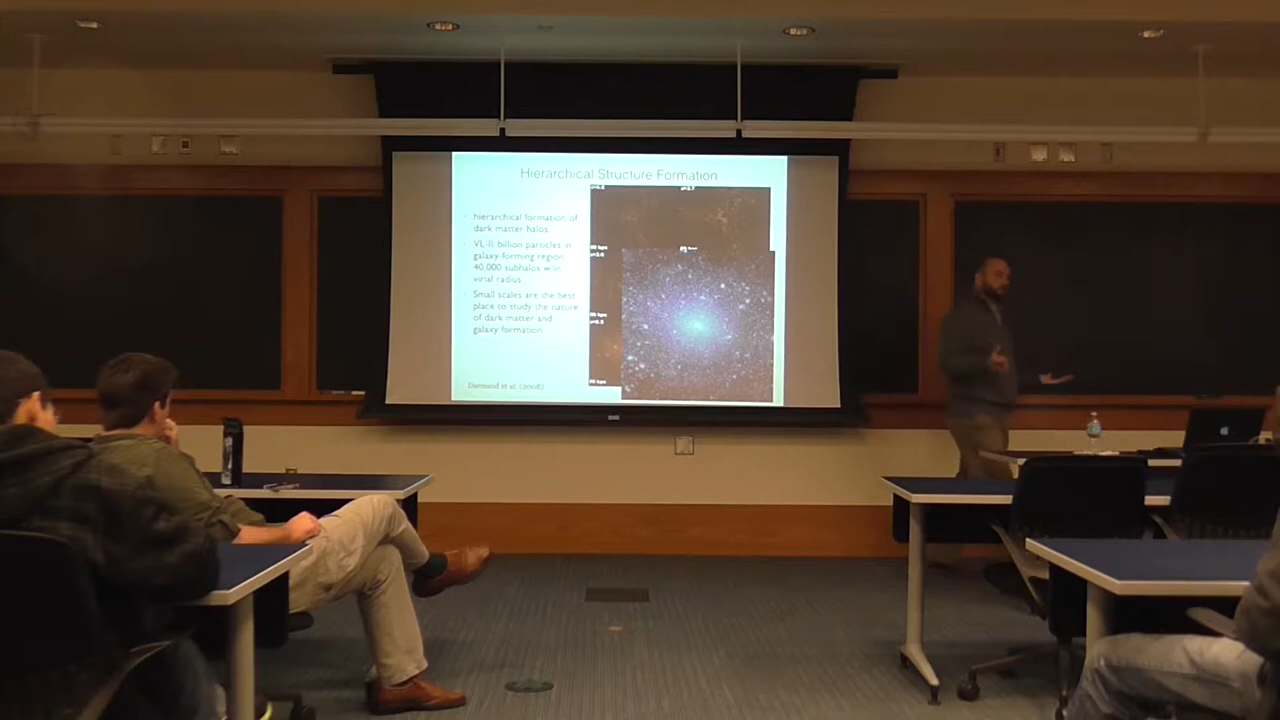 Hierarchical Structure Formation
hierarchical formation of
dark matter halos
VL-II: billion particles in
galaxy-forming region
40,000 subhalos w/in
virial radius
Small scales are the best
place to study the nature
of dark matter and
galaxy formation
Diemand et al. (2008)